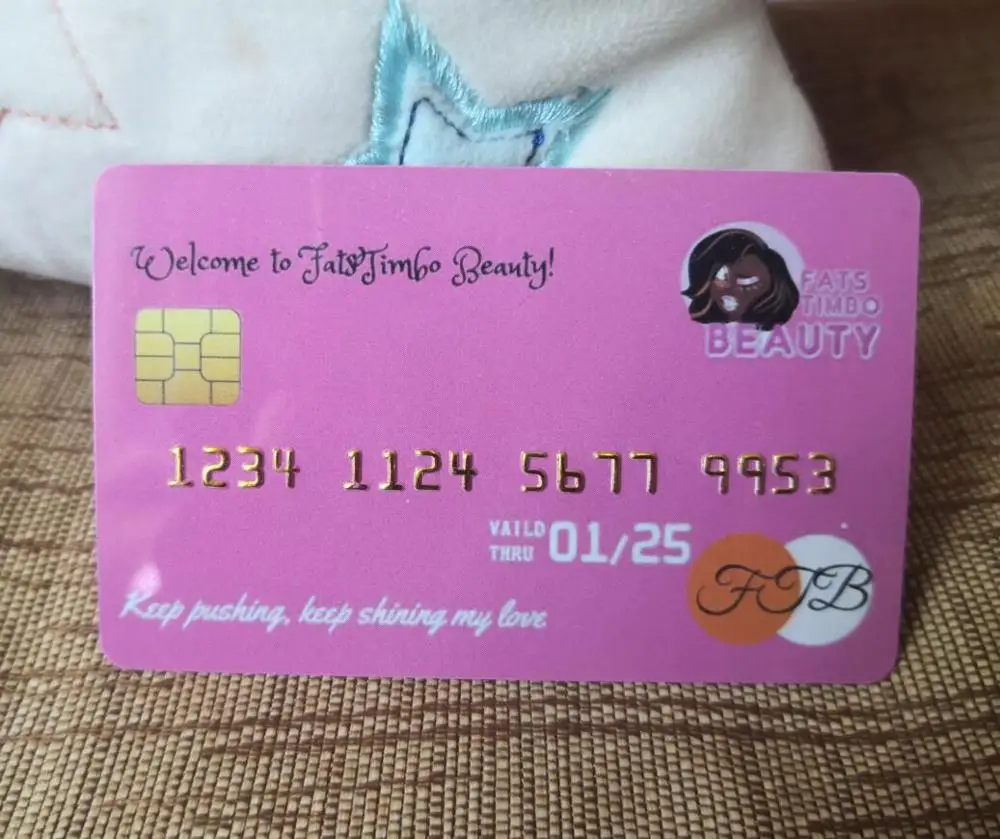 Welcome to FatsTimbo Beauty!
FATS
TIMBO
BEAUTY
1234 1124 5677 9953
VAILD
THRU
01/25
FTB
Keep pushing, keep shining my love